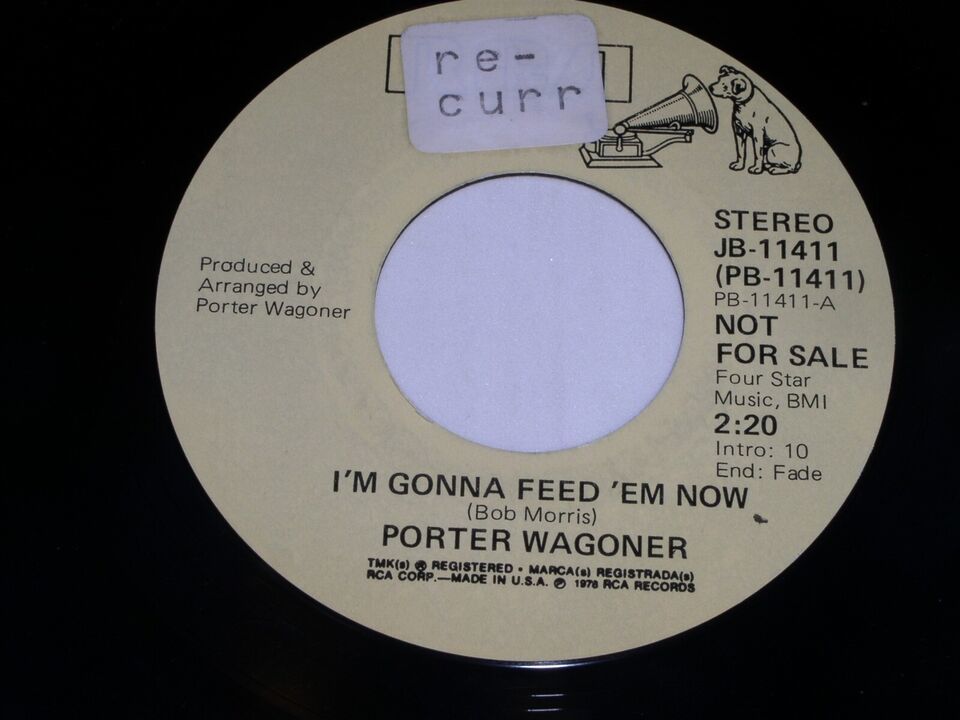 re-
curr
STEREO
JB-11411
(PB-11411)
PB-11411-A
NOT
FOR SALE
Four Star
Music, BMI
2:20
Intro: 10
End: Fade
Produced &
Arranged by
Porter Wagoner
I'M GONNA FEED 'EM NOW
(Bob Morris)
PORTER WAGONER
TMK(s) ® REGISTERED • MARCA(s) REGISTRADA(s)
RCA CORP.—MADE IN U.S.A. ℗ 1978 RCA RECORDS